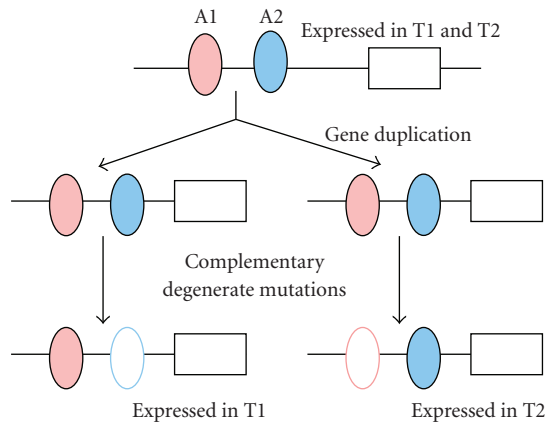 A1 A2
Expressed in T1 and T2
Gene duplication
Complementary
degenerate mutations
Expressed in T1
Expressed in T2